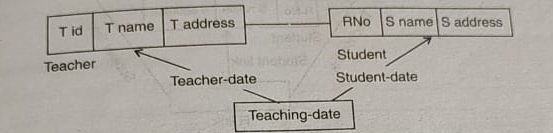 T id T name T address RNo S name S address
Teacher Student
Teacher-date Student-date
Teaching-date